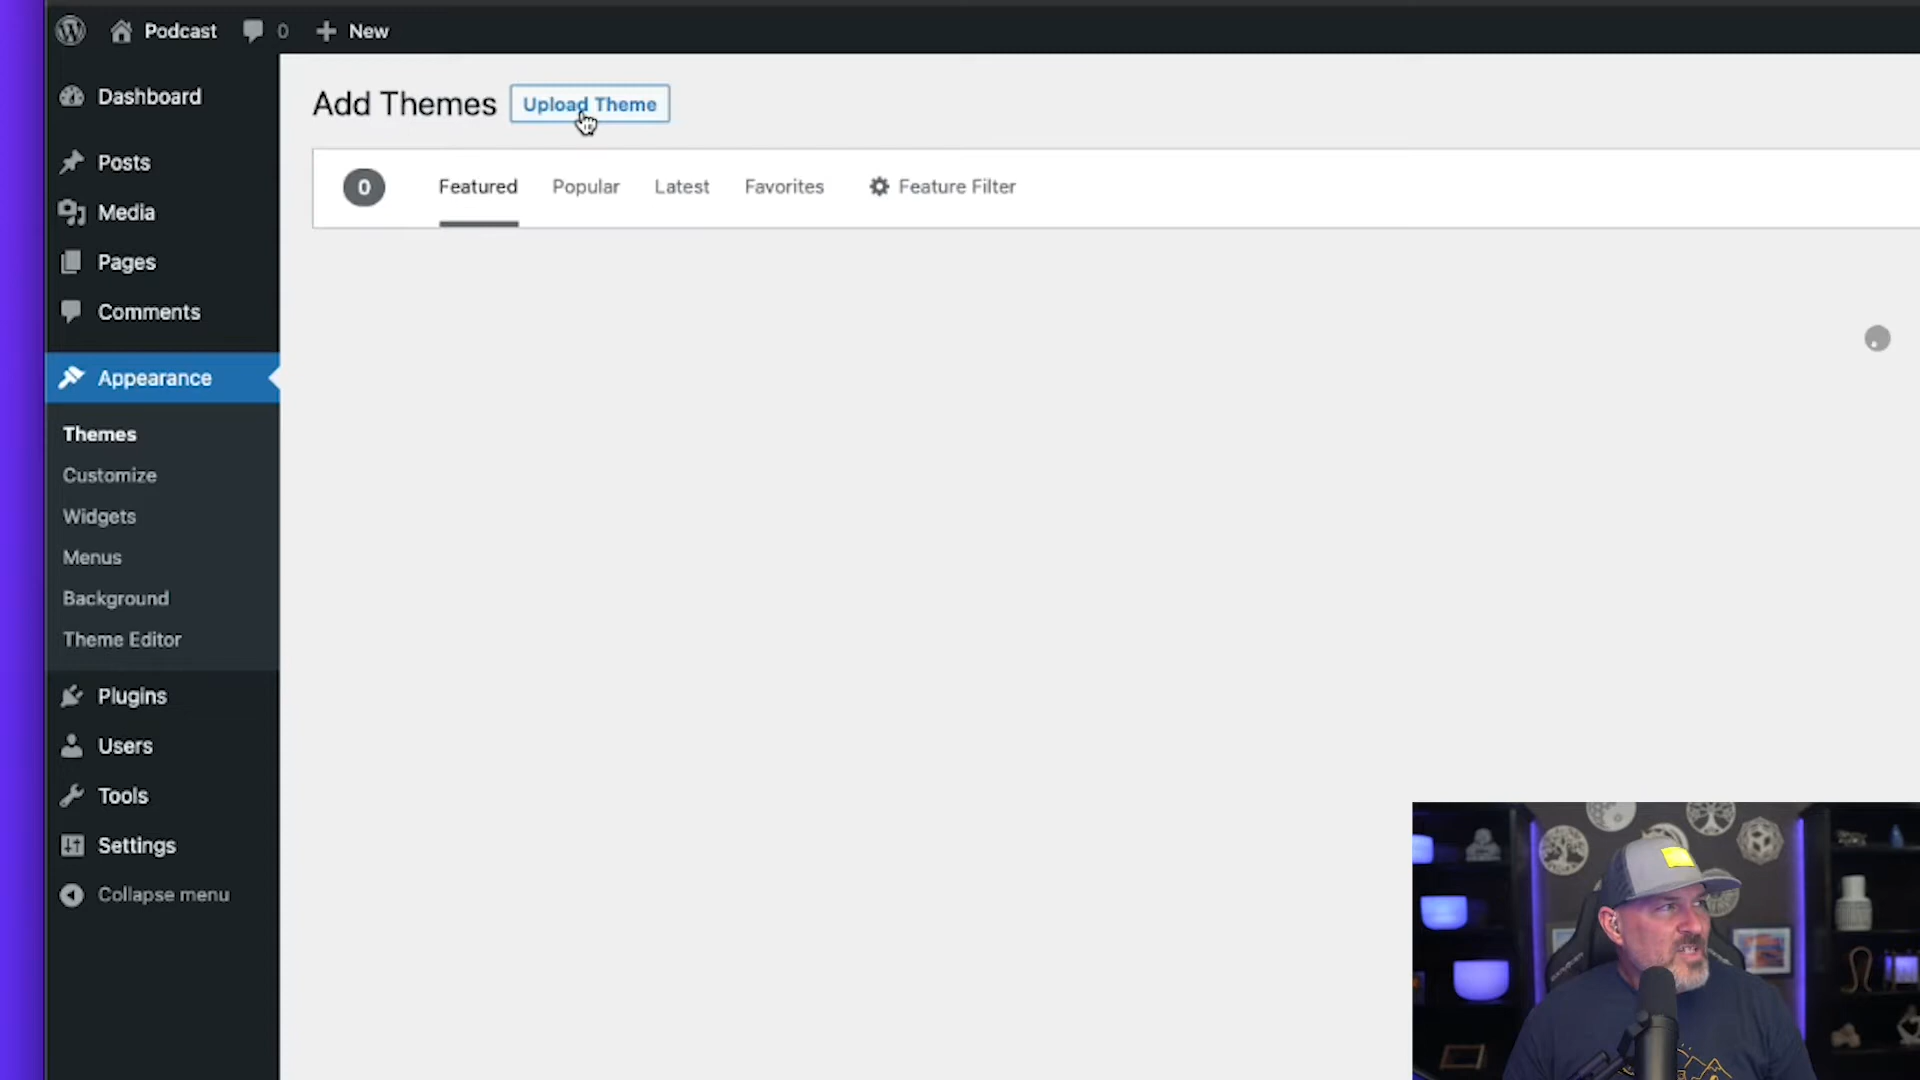 Podcast 0 New
Dashboard
Posts
Media
Pages
Comments
Appearance
Themes
Customize
Widgets
Menus
Background
Theme Editor
Plugins
Users
Tools
Settings
Collapse menu
Add Themes Upload Theme
0 Featured Popular Latest Favorites Feature Filter